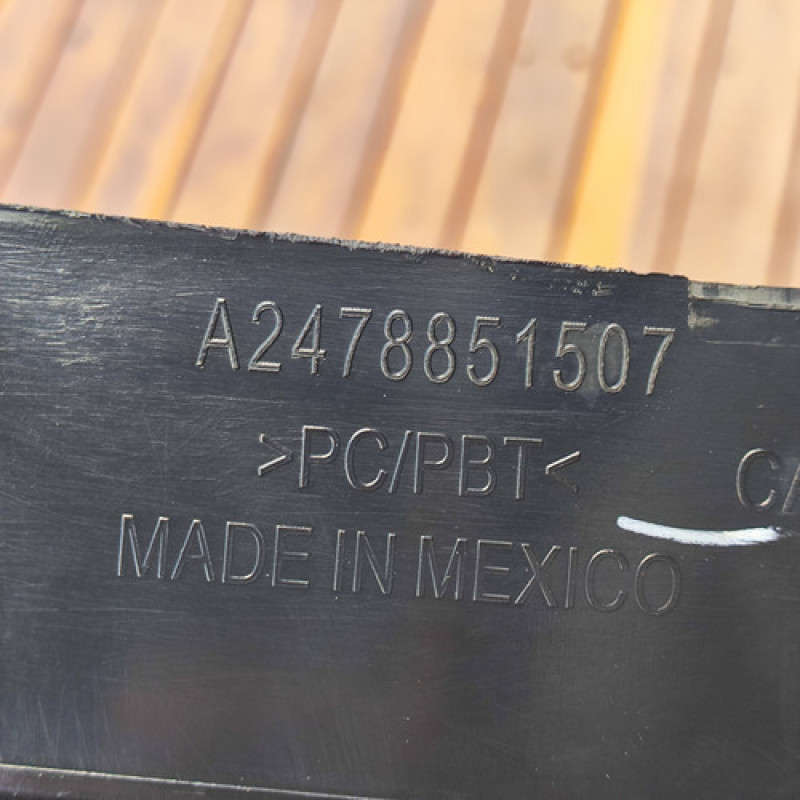 A2478851507
>PC/PBT<
MADE IN MEXICO